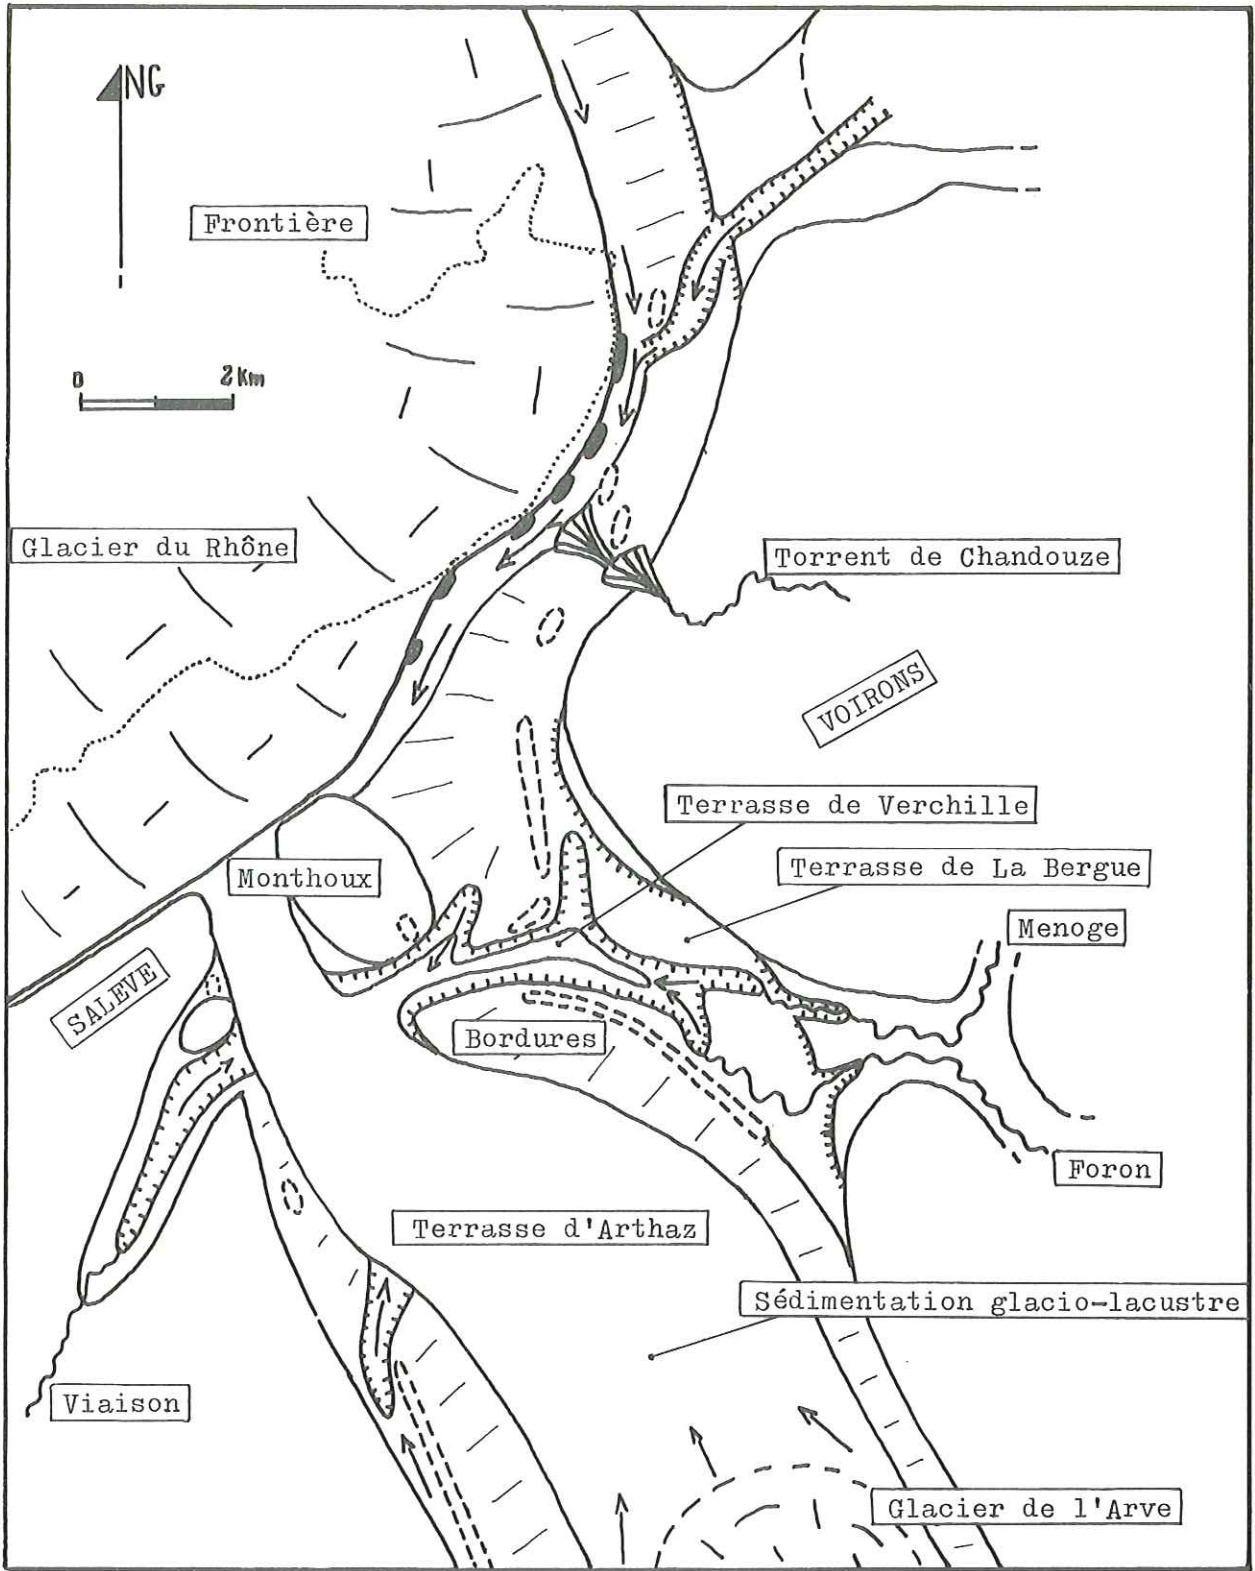 NG
Frontière
0 2 Km
Glacier du Rhône
Torrent de Chandouze
VOIRONS
Terrasse de Verchille
Terrasse de La Bergue
Monthoux
Menoge
SALEVE
Bordures
Foron
Terrasse d'Arthaz
Sédimentation glacio-lacustre
Viaison
Glacier de l'Arve